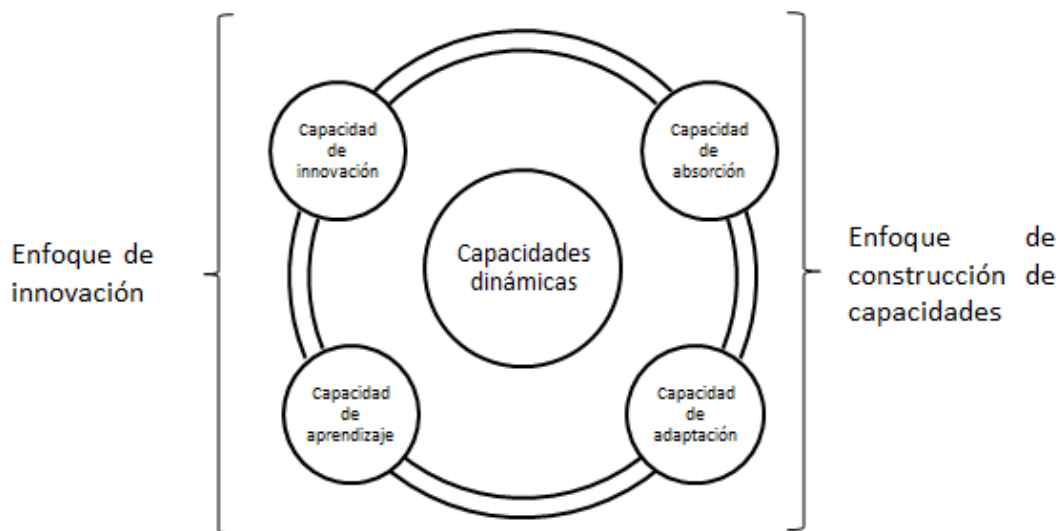 Enfoque de
innovación
Capacidad
de
innovación
Capacidad
de
absorción
Capacidades
dinámicas
Capacidad
de
aprendizaje
Capacidad
de
adaptación
Enfoque de
construcción de
capacidades